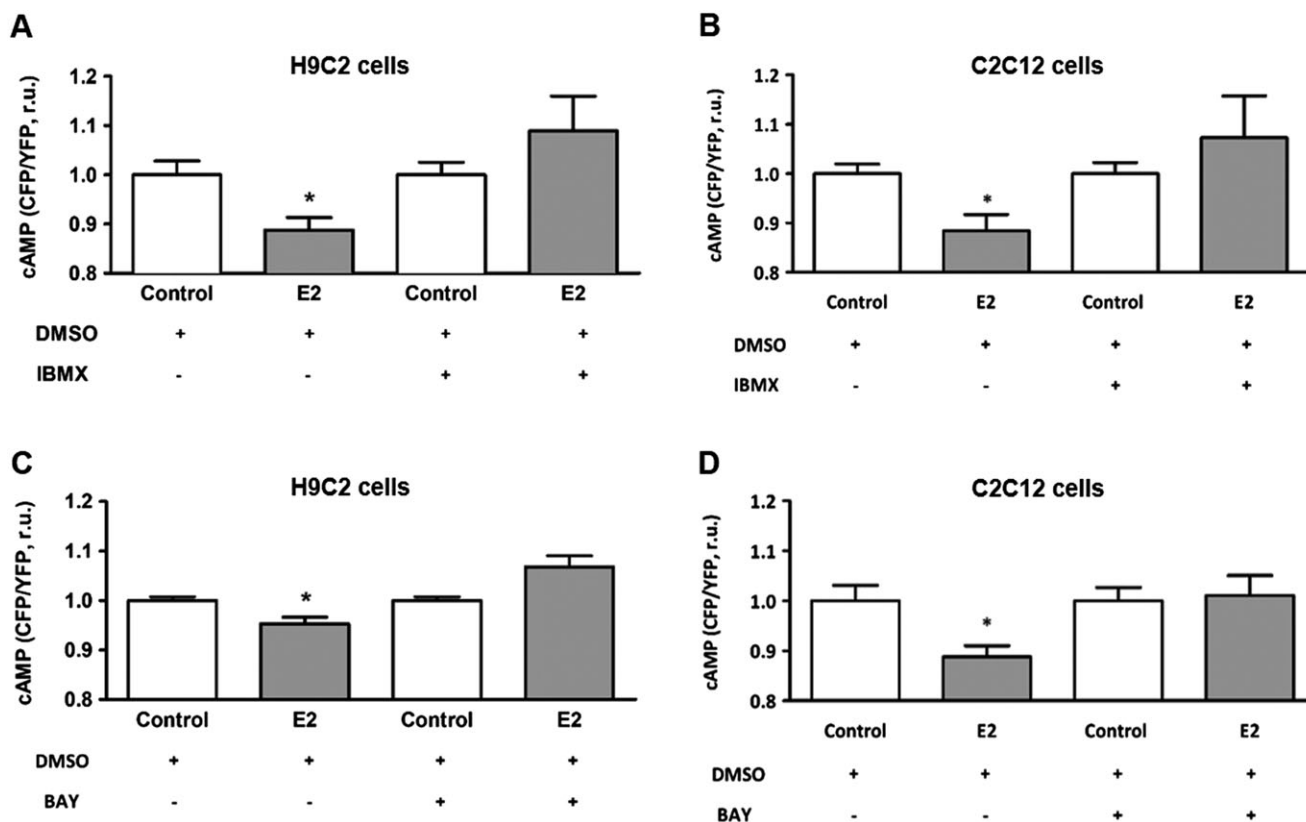 A
H9C2 cells
cAMP (CFP/YFP, r.u.)
1.2
1.1
1.0
0.9
0.8
*
Control E2 Control E2
DMSO + + + +
IBMX - - + +
B
C2C12 cells
cAMP (CFP/YFP, r.u.)
1.2
1.1
1.0
0.9
0.8
*
Control E2 Control E2
DMSO + + + +
IBMX - - + +
C
H9C2 cells
cAMP (CFP/YFP, r.u.)
1.2
1.1
1.0
0.9
0.8
*
Control E2 Control E2
DMSO + + + +
BAY - - + +
D
C2C12 cells
cAMP (CFP/YFP, r.u.)
1.2
1.1
1.0
0.9
0.8
*
Control E2 Control E2
DMSO + + + +
BAY - - + +